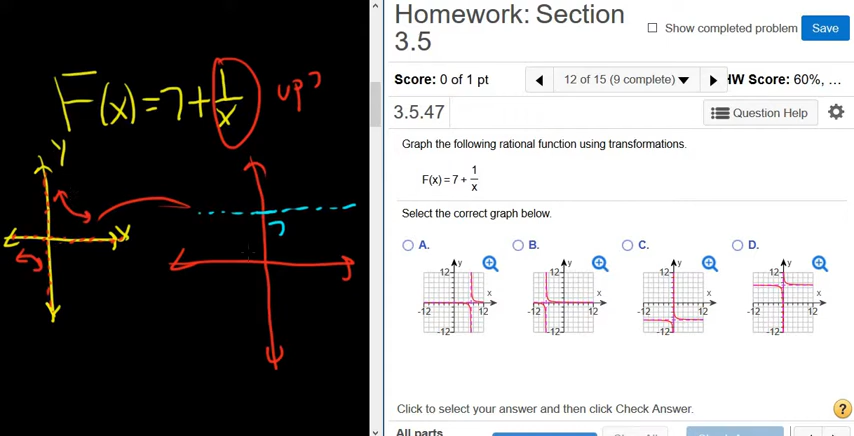 F(x)=7+1/x up 7
Y
X
7
Homework: Section 3.5
Show completed problem
Save
Score: 0 of 1 pt
12 of 15 (9 complete)
HW Score: 60%, ...
3.5.47
Question Help
Graph the following rational function using transformations.
F(x) = 7 + 1/x
Select the correct graph below.
A.
B.
C.
D.
12 y
x
-12 12
-12
12 y
x
-12 12
-12
12 y
x
-12 12
-12
12 y
x
-12 12
-12
Click to select your answer and then click Check Answer.
?
All parts